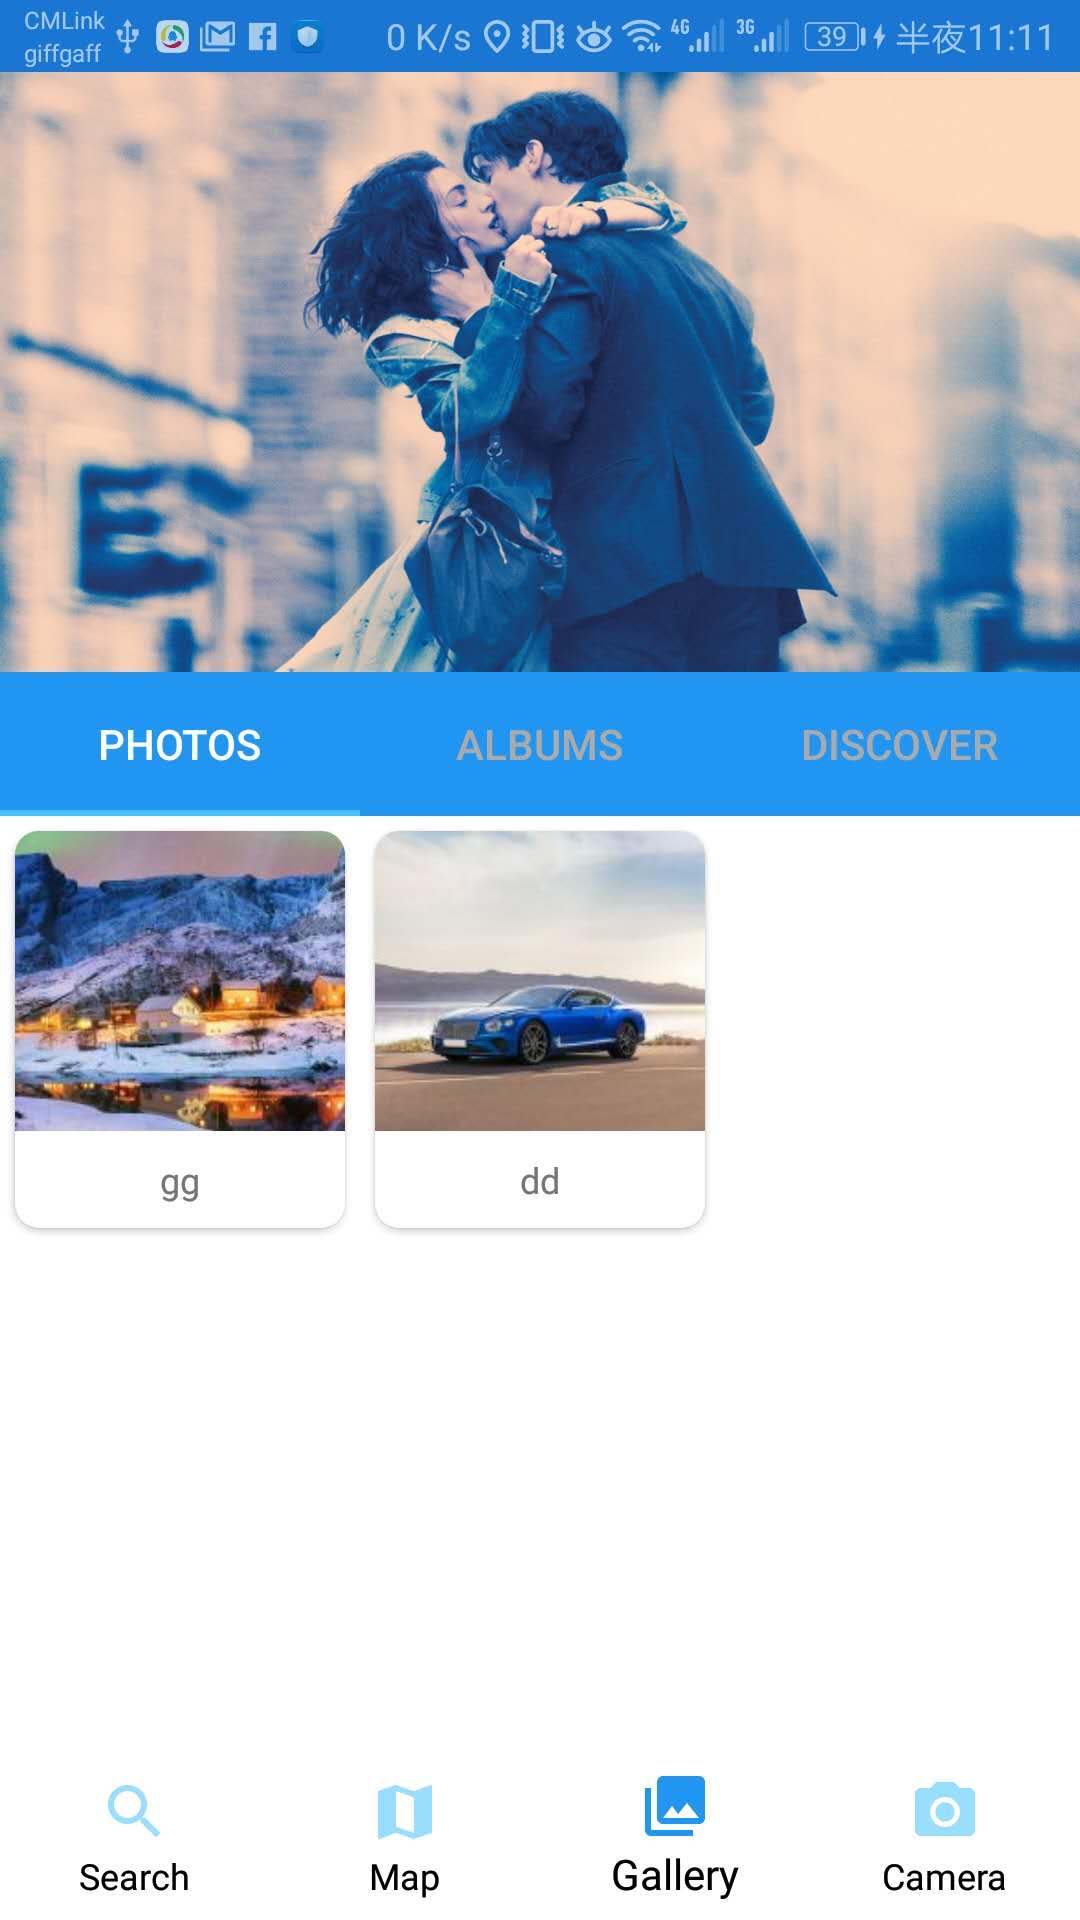 CMLink
giffgaff
0 K/s 4G 3G 39 半夜11:11
E
PHOTOS ALBUMS DISCOVER
gg dd
Search Map Gallery Camera